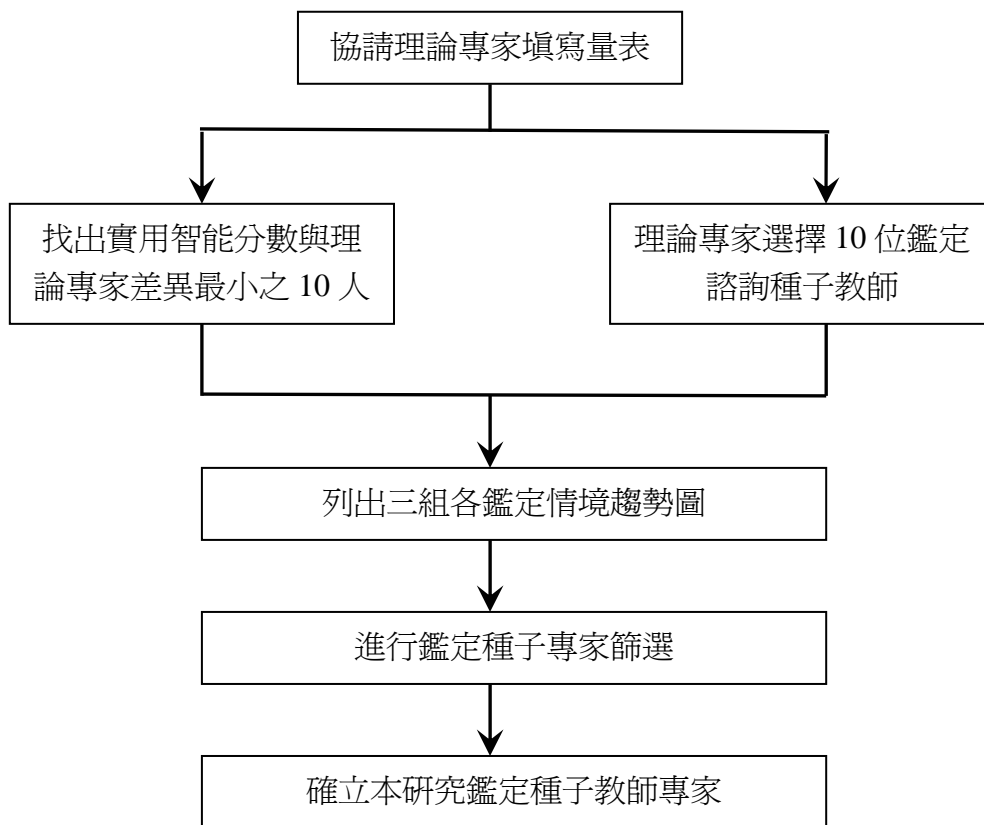 協請理論專家填寫量表
找出實用智能分數與理
論專家差異最小之 10 人
理論專家選擇 10 位鑑定
諮詢種子教師
列出三組各鑑定情境趨勢圖
進行鑑定種子專家篩選
確立本研究鑑定種子教師專家